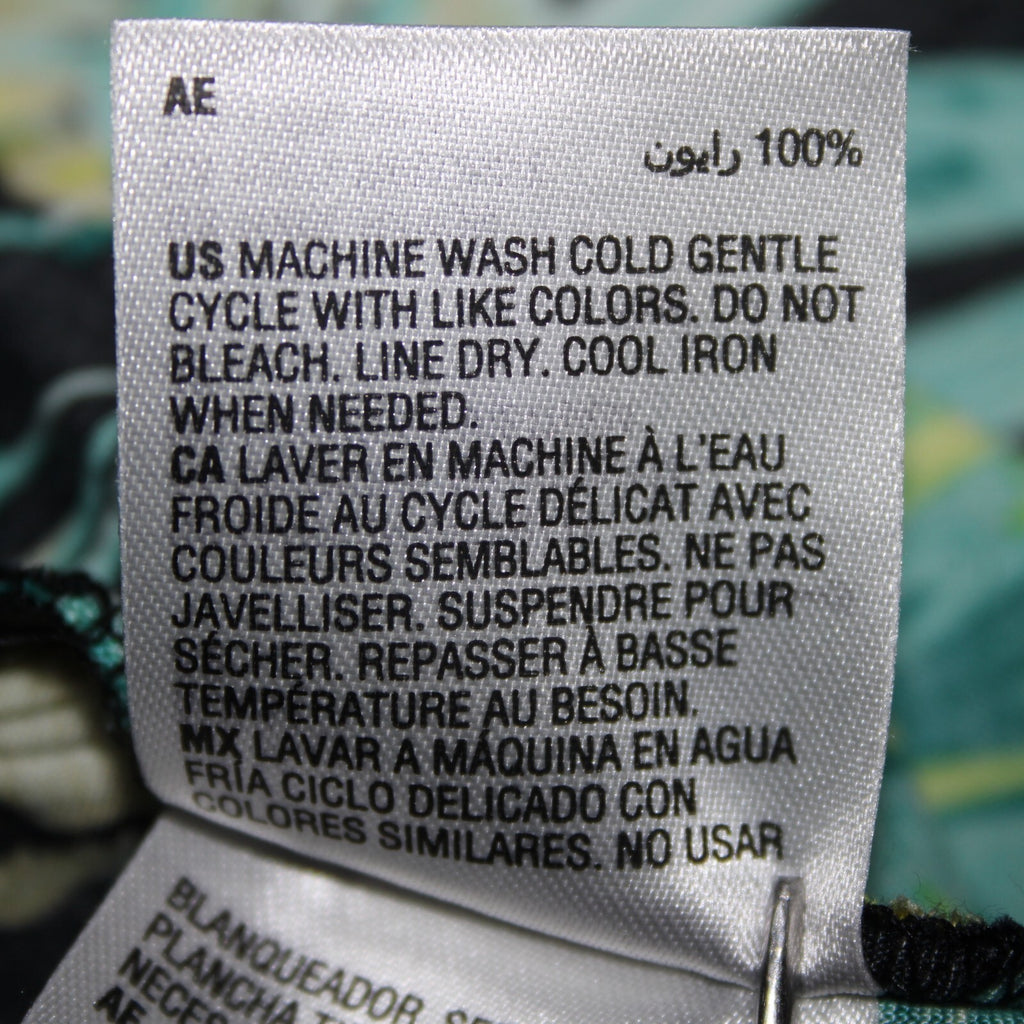 AE
100% رايون
US MACHINE WASH COLD GENTLE
CYCLE WITH LIKE COLORS. DO NOT
BLEACH. LINE DRY. COOL IRON
WHEN NEEDED.
CA LAVER EN MACHINE À L'EAU
FROIDE AU CYCLE DÉLICAT AVEC
COULEURS SEMBLABLES. NE PAS
JAVELLISER. SUSPENDRE POUR
SÉCHER. REPASSER À BASSE
TEMPÉRATURE AU BESOIN.
MX LAVAR A MÁQUINA EN AGUA
FRÍA CICLO DELICADO CON
COLORES SIMILARES. NO USAR
BLANQUEADOR.
PLANCHA
AE